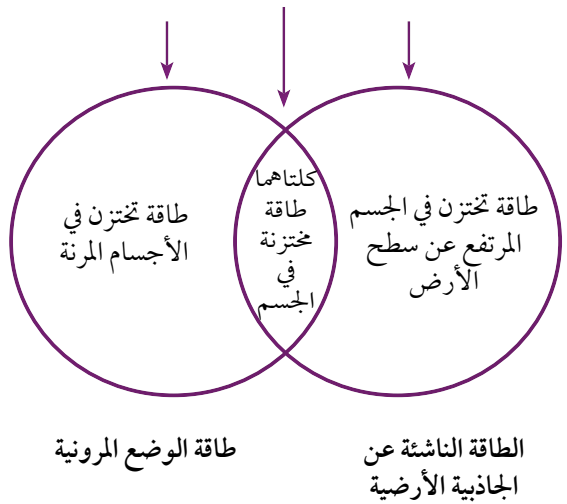 طاقة تختزن في الجسم
المرتفع عن سطح
الأرض
كلتاهما
طاقة
مختزنة
في
الجسم
طاقة تختزن في
الأجسام المرنة
الطاقة الناشئة عن
الجاذبية الأرضية
طاقة الوضع المرونية